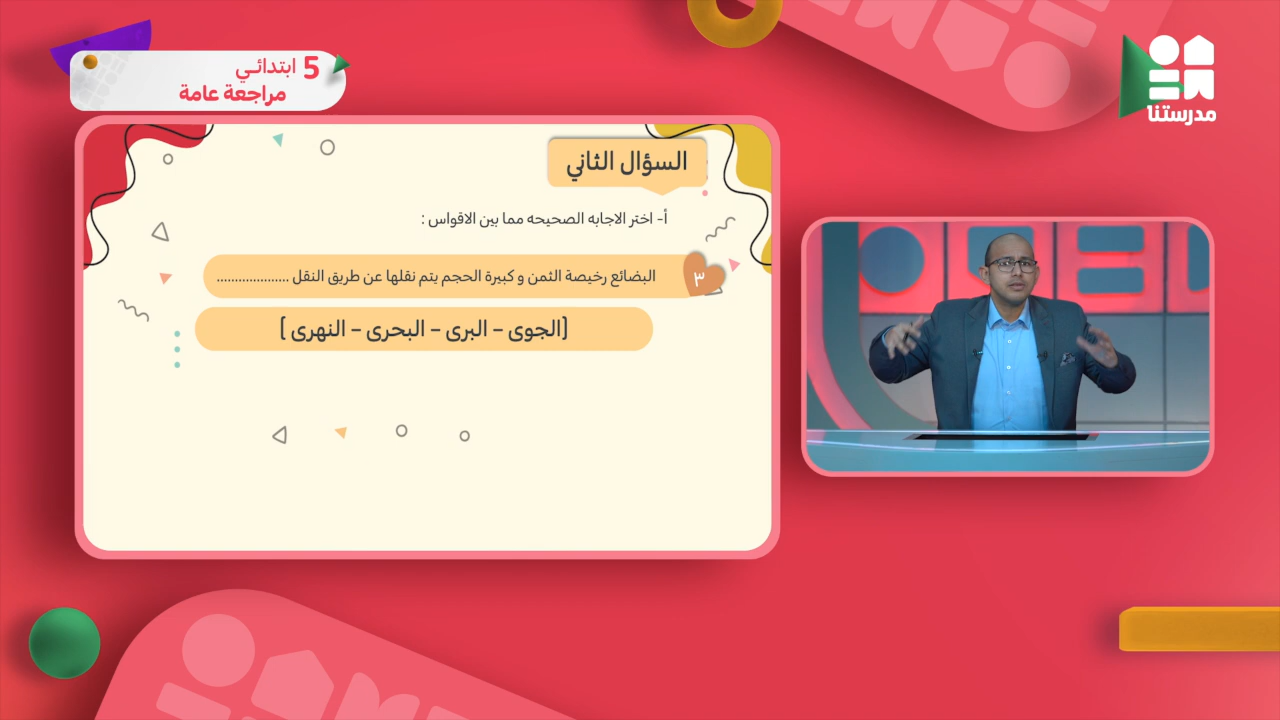 5 ابتدائي
مراجعة عامة
مدرستنا
السؤال الثاني
أ- اختر الاجابه الصحيحه مما بين الاقواس :
٣
البضائع رخيصة الثمن و كبيرة الحجم يتم نقلها عن طريق النقل ....................
[الجوى - البرى - البحرى - النهرى ]